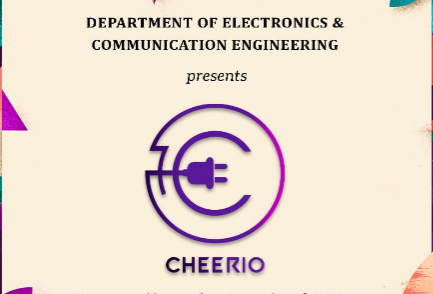 DEPARTMENT OF ELECTRONICS &
COMMUNICATION ENGINEERING
presents
CHEERIO